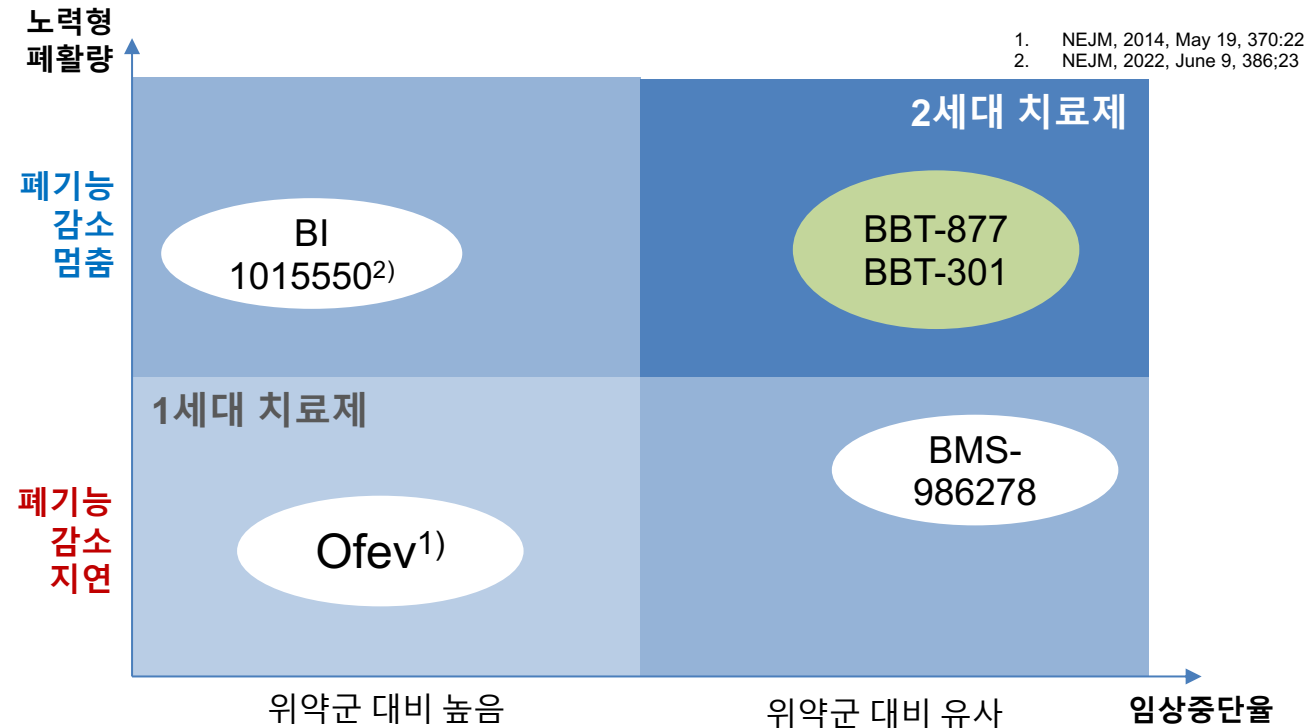 노력형
폐활량
1. NEJM, 2014, May 19, 370:22
2. NEJM, 2022, June 9, 386;23
2세대 치료제
폐기능
감소
멈춤
BI
10155502)
BBT-877
BBT-301
1세대 치료제
폐기능
감소
지연
BMS-
986278
Ofev1)
위약군 대비 높음
위약군 대비 유사
임상중단율